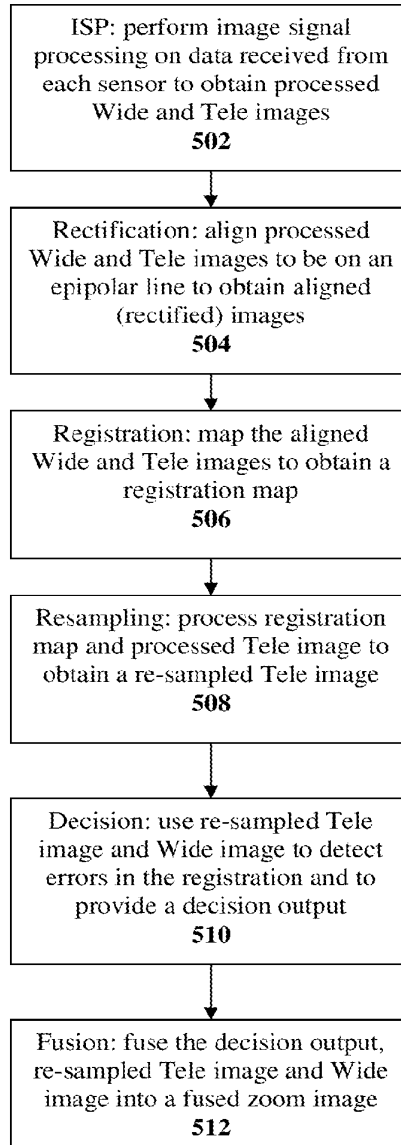 ISP: perform image signal
processing on data received from
each sensor to obtain processed
Wide and Tele images
502
Rectification: align processed
Wide and Tele images to be on an
epipolar line to obtain aligned
(rectified) images
504
Registration: map the aligned
Wide and Tele images to obtain a
registration map
506
Resampling: process registration
map and processed Tele image to
obtain a re-sampled Tele image
508
Decision: use re-sampled Tele
image and Wide image to detect
errors in the registration and to
provide a decision output
510
Fusion: fuse the decision output,
re-sampled Tele image and Wide
image into a fused zoom image
512